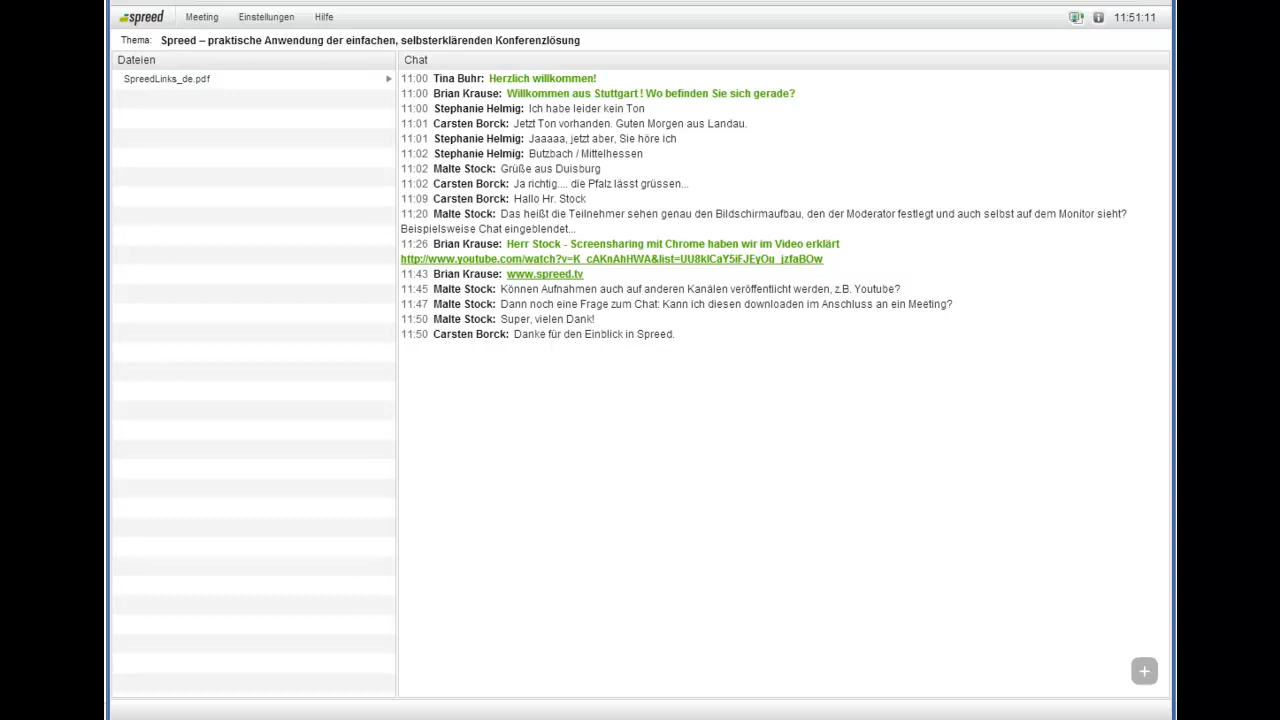 spreed Meeting Einstellungen Hilfe 11:51:11
Thema: Spreed – praktische Anwendung der einfachen, selbsterklärenden Konferenzlösung
Dateien
SpreedLinks_de.pdf
Chat
11:00 Tina Buhr: Herzlich willkommen!
11:00 Brian Krause: Willkommen aus Stuttgart ! Wo befinden Sie sich gerade?
11:00 Stephanie Helmig: Ich habe leider kein Ton
11:01 Carsten Borck: Jetzt Ton vorhanden. Guten Morgen aus Landau.
11:01 Stephanie Helmig: Jaaaaa, jetzt aber, Sie höre ich
11:02 Stephanie Helmig: Butzbach / Mittelhessen
11:02 Malte Stock: Grüße aus Duisburg
11:02 Carsten Borck: Ja richtig.... die Pfalz lässt grüssen...
11:09 Carsten Borck: Hallo Hr. Stock
11:20 Malte Stock: Das heißt die Teilnehmer sehen genau den Bildschirmaufbau, den der Moderator festlegt und auch selbst auf dem Monitor sieht?
Beispielsweise Chat eingeblendet...
11:26 Brian Krause: Herr Stock - Screensharing mit Chrome haben wir im Video erklärt
http://www.youtube.com/watch?v=K_cAKnAhHWA&list=UU8kICaY5iFJEyOu_jzfaBOw
11:43 Brian Krause: www.spreed.tv
11:45 Malte Stock: Können Aufnahmen auch auf anderen Kanälen veröffentlicht werden, z.B. Youtube?
11:47 Malte Stock: Dann noch eine Frage zum Chat: Kann ich diesen downloaden im Anschluss an ein Meeting?
11:50 Malte Stock: Super, vielen Dank!
11:50 Carsten Borck: Danke für den Einblick in Spreed.